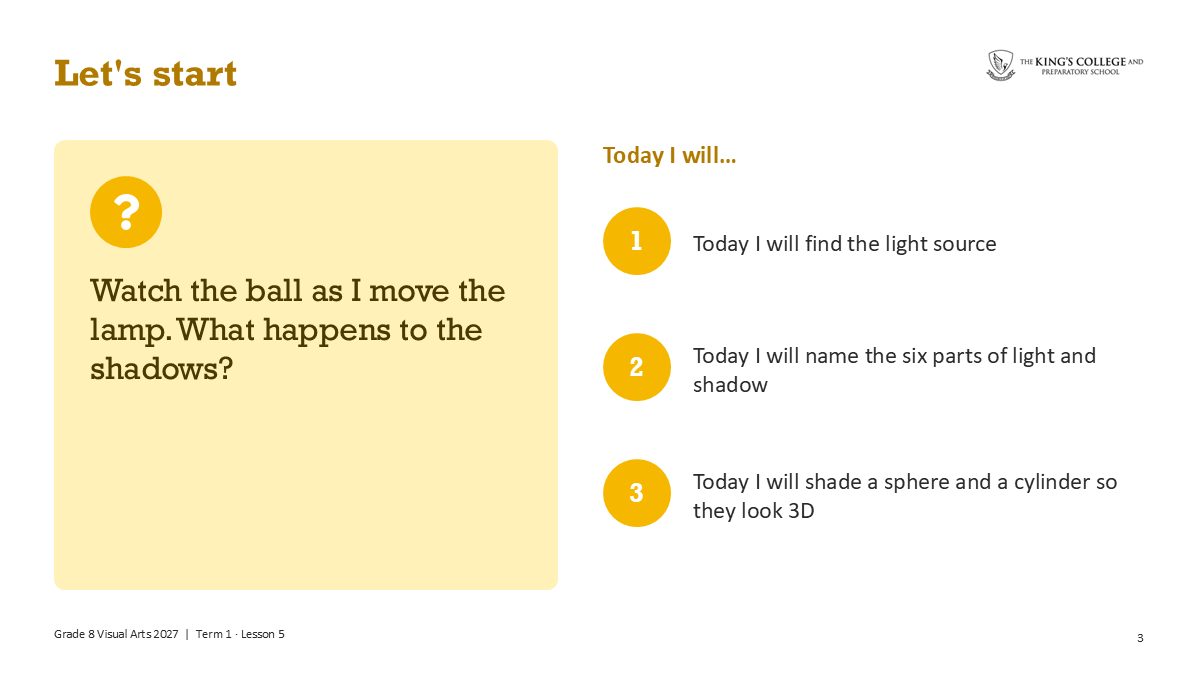 Let's start
THE KING'S COLLEGE AND
PREPARATORY SCHOOL
?
Watch the ball as I move the
lamp. What happens to the
shadows?
Today I will...
1
Today I will find the light source
2
Today I will name the six parts of light and
shadow
3
Today I will shade a sphere and a cylinder so
they look 3D
Grade 8 Visual Arts 2027 | Term 1 · Lesson 5
3